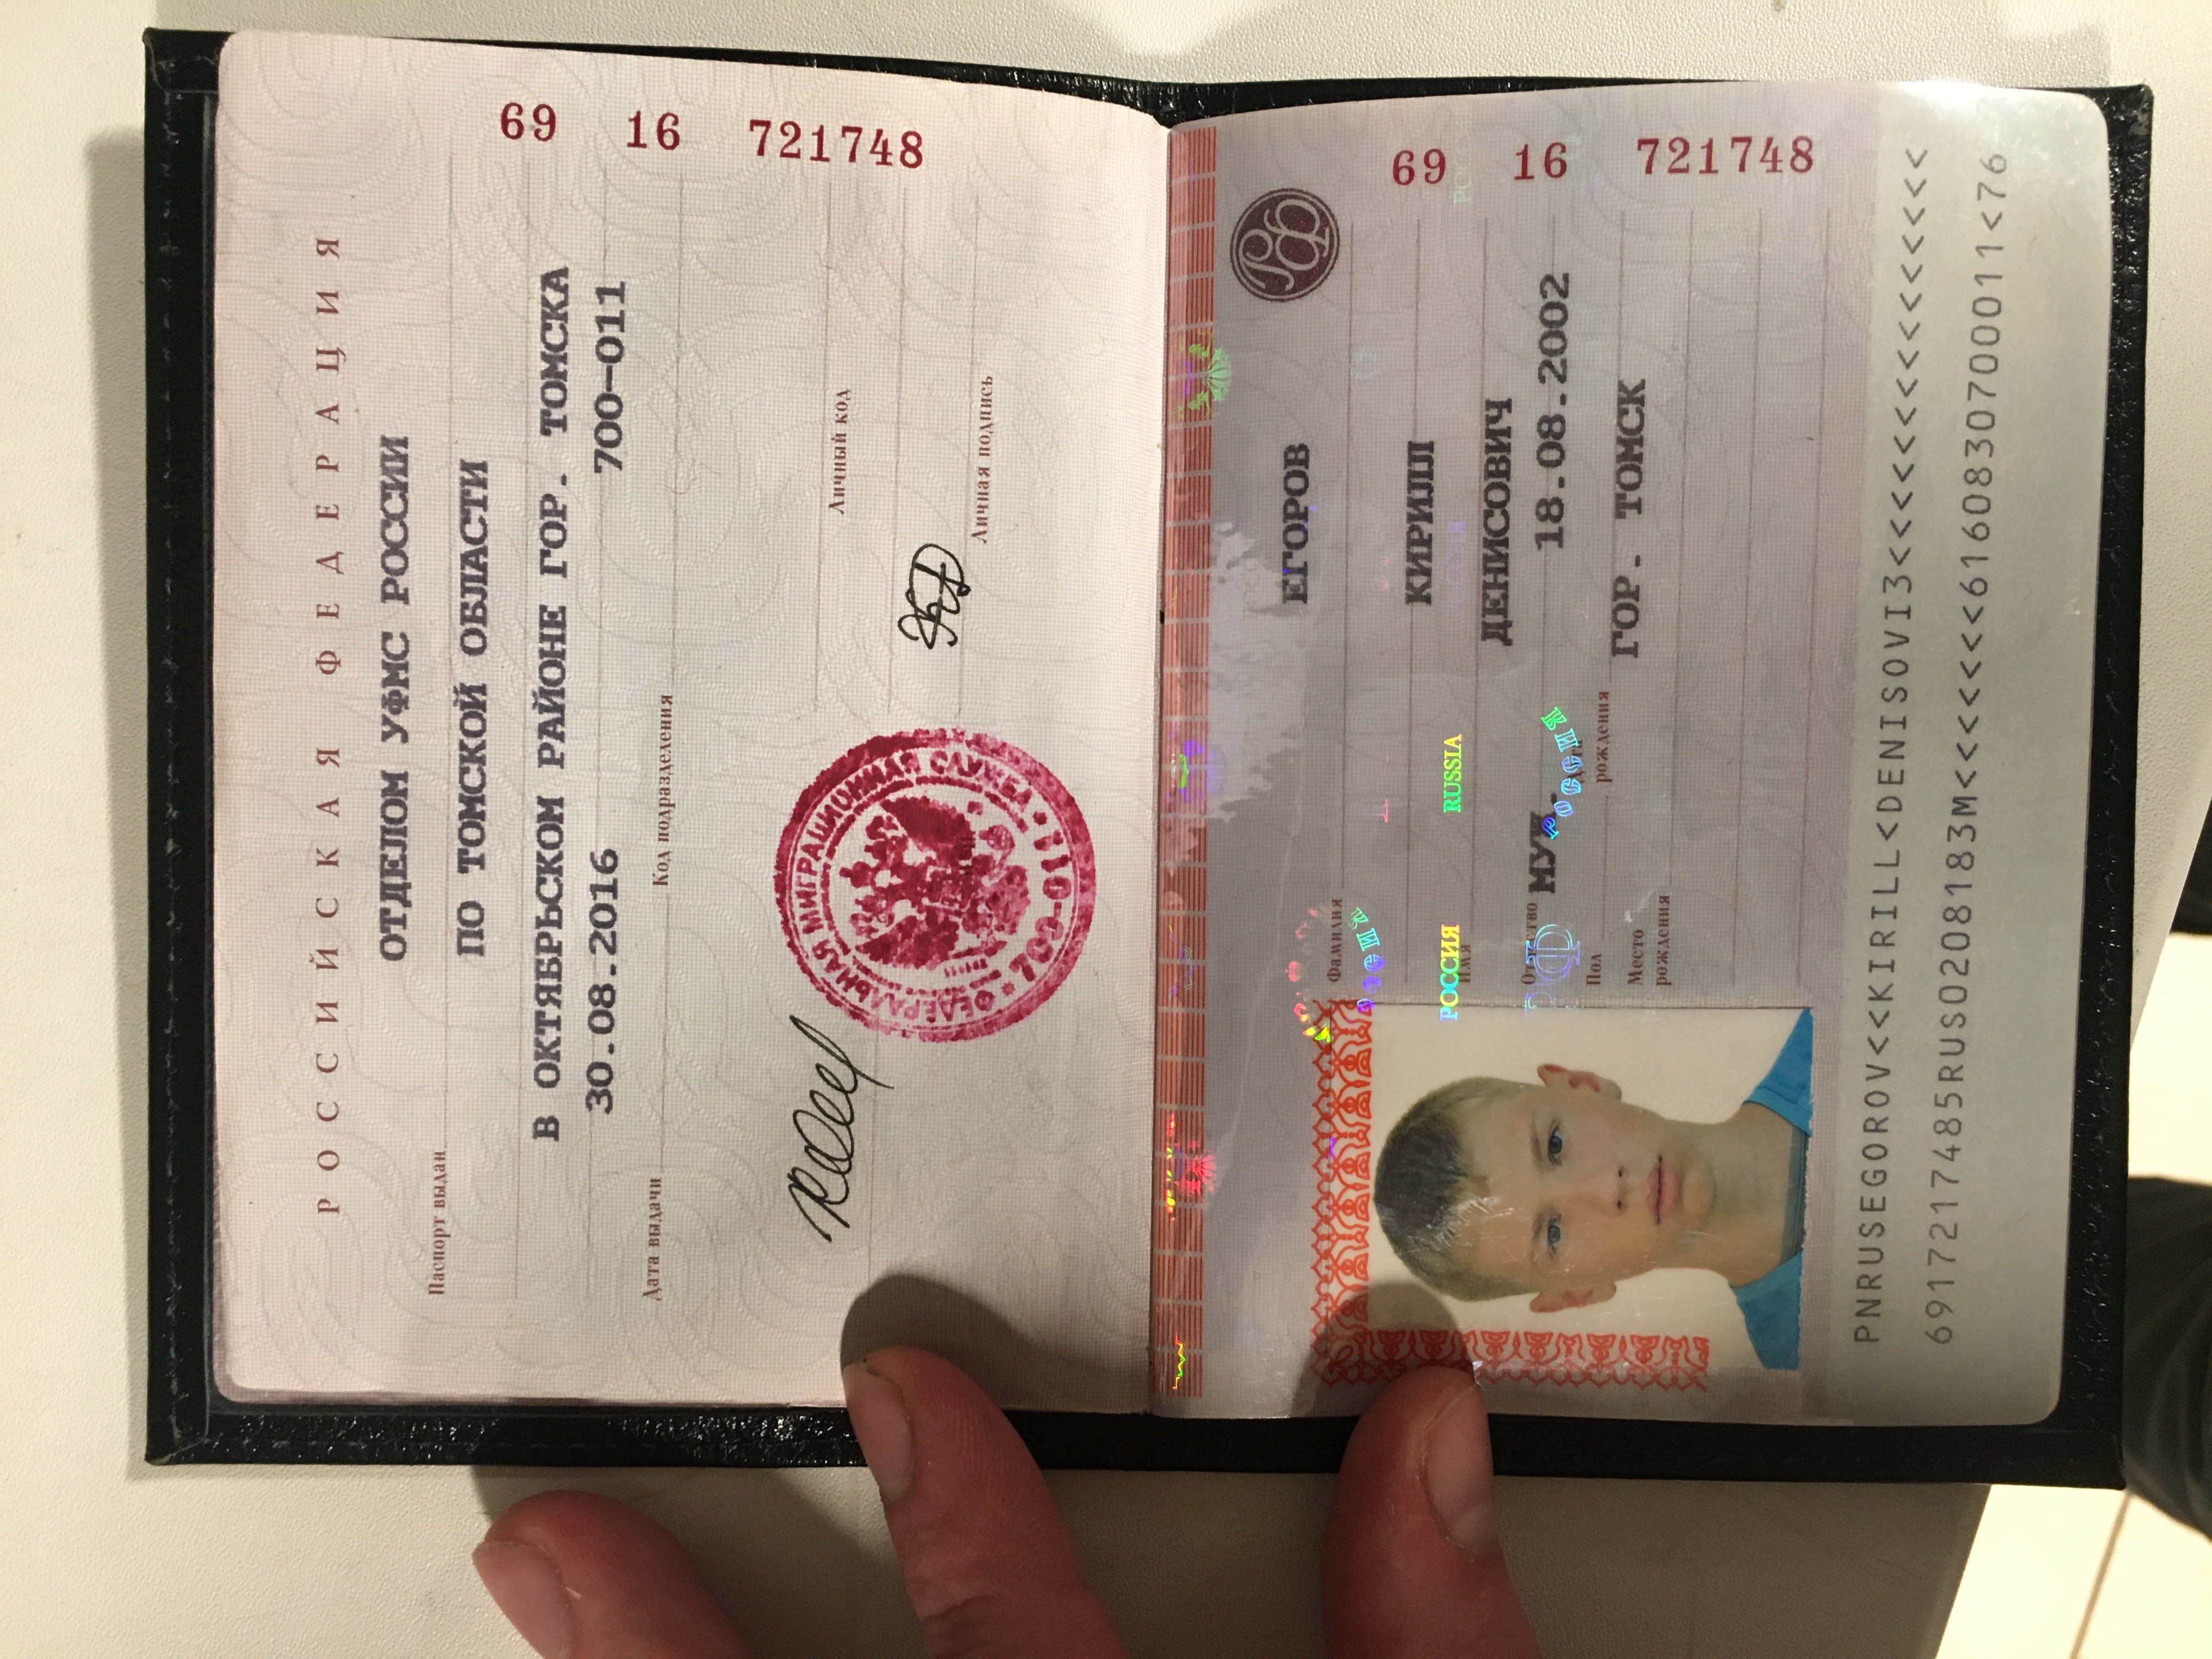 РОССИЙСКАЯ ФЕДЕРАЦИЯ
ОТДЕЛОМ УФМС РОССИИ
Паспорт выдан
ПО ТОМСКОЙ ОБЛАСТИ
В ОКТЯБРЬСКОМ РАЙОНЕ ГОР. ТОМСКА
30.08.2016 700-011
Дата выдачи Код подразделения
69 16 721748
ФЕДЕРАЛЬНАЯ МИГРАЦИОННАЯ СЛУЖБА
700-011
Личный код
Личная подпись
РФ
ЕГОРОВ
Фамилия
РОССИЯ
КИРИЛЛ
РОССИЯ RUSSIA
Имя
ДЕНИСОВИЧ
Отчество МУЖ. 18.08.2002
РФ РОССИЯ
Пол Дата рождения
ГОР. ТОМСК
Место рождения
69 16 721748
PNRUSEGOROV<<KIRILL<DENISOVI3<<<<<<<<<<<<<<<
6917217485RUS0208183M<<<<<<<6160830700011<76